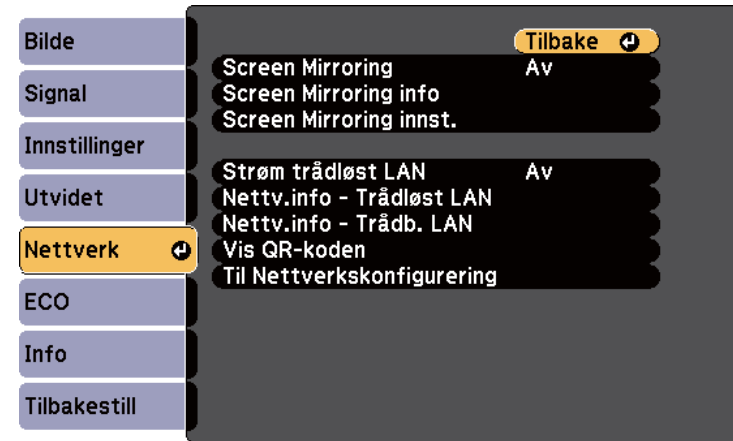 Bilde
Signal
Innstillinger
Utvidet
Nettverk
ECO
Info
Tilbakestill
Tilbake
Screen Mirroring Av
Screen Mirroring info
Screen Mirroring innst.
Strøm trådløst LAN Av
Nettv.info - Trådløst LAN
Nettv.info - Trådb. LAN
Vis QR-koden
Til Nettverkskonfigurering